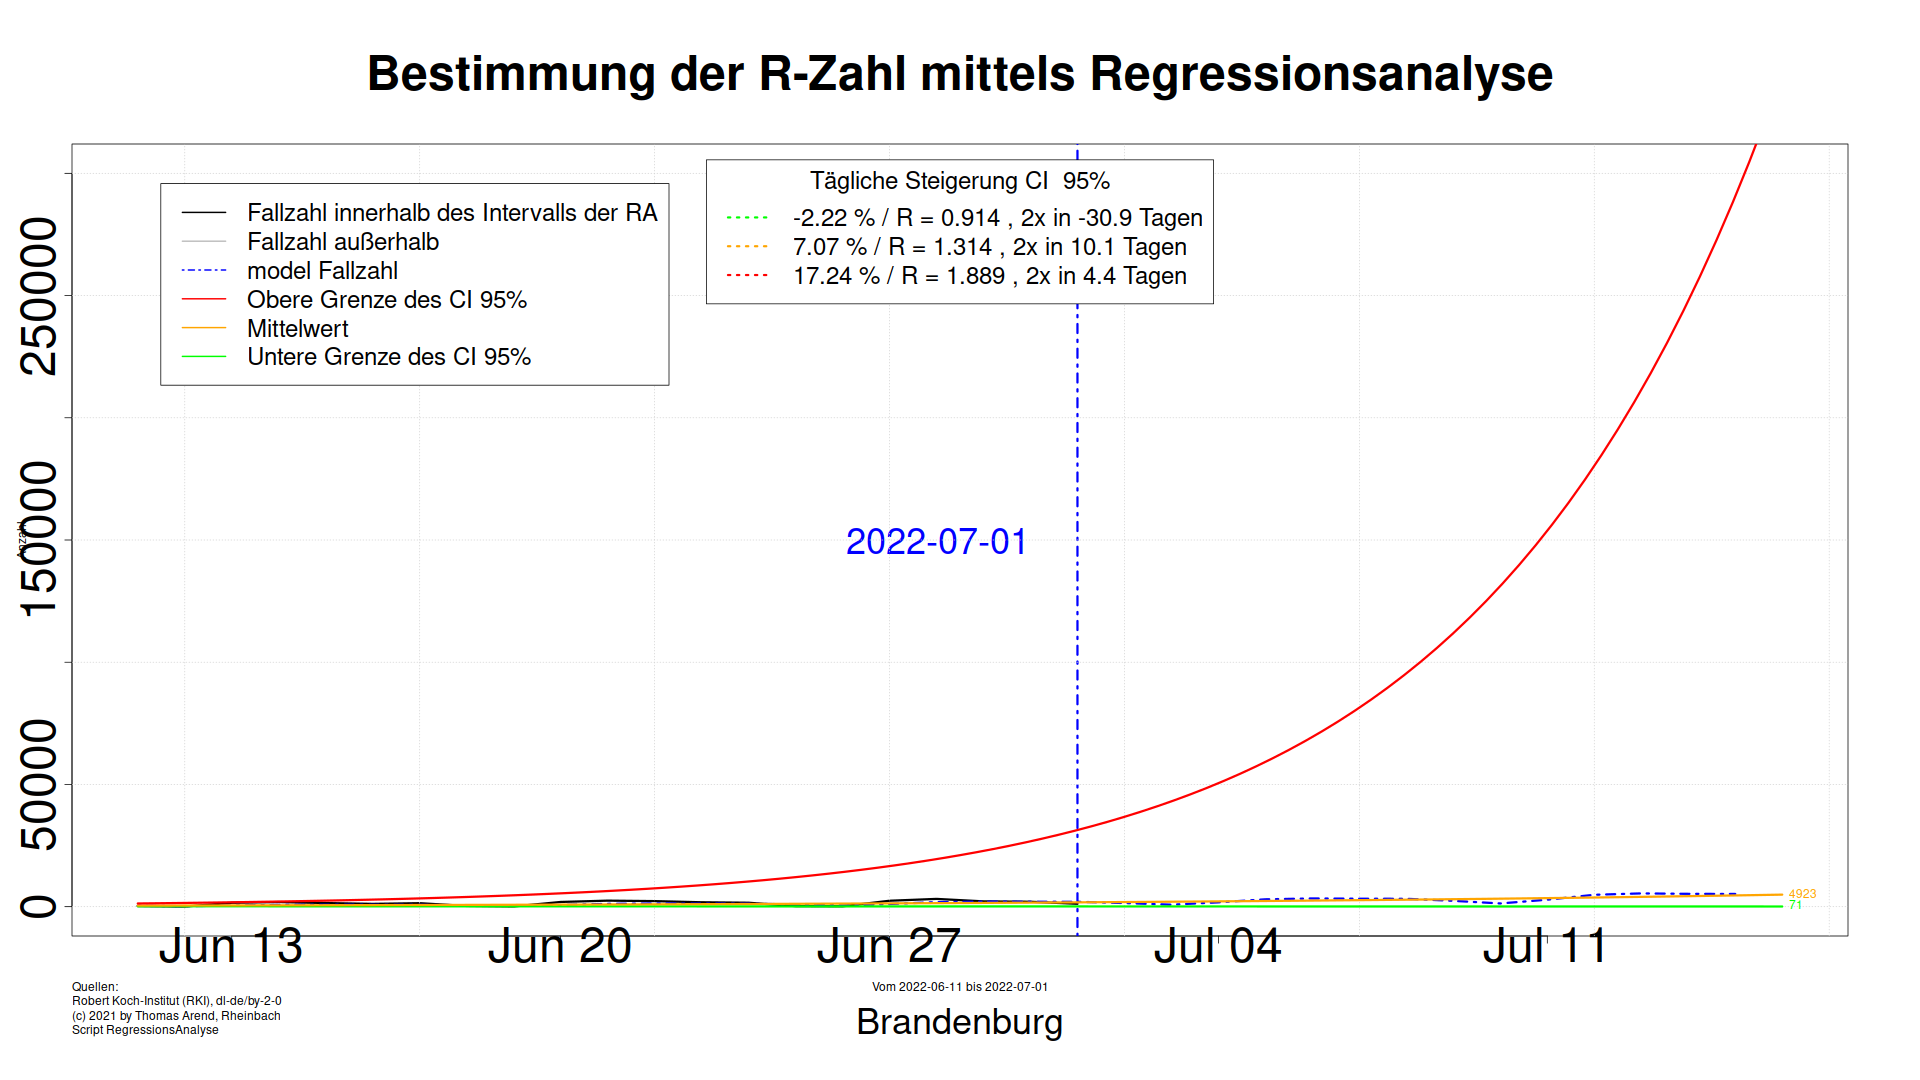 Bestimmung der R-Zahl mittels Regressionsanalyse
Fallzahl innerhalb des Intervalls der RA
Fallzahl außerhalb
model Fallzahl
Obere Grenze des CI 95%
Mittelwert
Untere Grenze des CI 95%
Tägliche Steigerung CI  95%
-2.22 % / R = 0.914 , 2x in -30.9 Tagen
7.07 % / R = 1.314 , 2x in 10.1 Tagen
17.24 % / R = 1.889 , 2x in 4.4 Tagen
2022-07-01
250000
150000
50000
0
Anzahl
4923
71
Jun 13
Jun 20
Jun 27
Jul 04
Jul 11
Quellen:
Robert Koch-Institut (RKI), dl-de/by-2-0
(c) 2021 by Thomas Arend, Rheinbach
Script RegressionsAnalyse
Vom 2022-06-11 bis 2022-07-01
Brandenburg